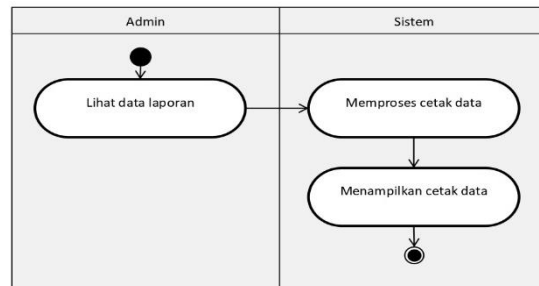 Admin
Sistem
Lihat data laporan
Memproses cetak data
Menampilkan cetak data